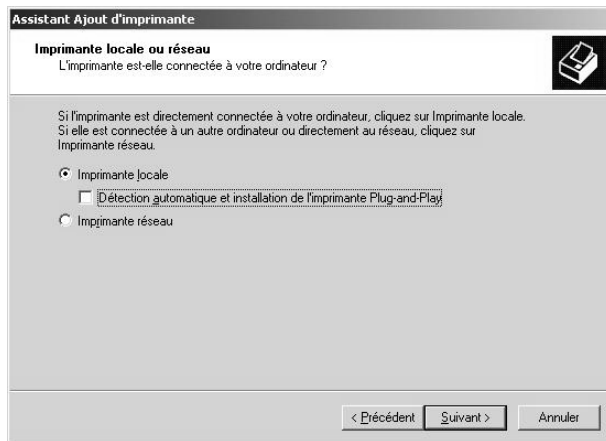 Assistant Ajout d'imprimante
Imprimante locale ou réseau
L'imprimante est-elle connectée à votre ordinateur ?
Si l'imprimante est directement connectée à votre ordinateur, cliquez sur Imprimante locale.
Si elle est connectée à un autre ordinateur ou directement au réseau, cliquez sur
Imprimante réseau.
Imprimante locale
Détection automatique et installation de l'imprimante Plug-and-Play
Imprimante réseau
< Précédent Suivant > Annuler